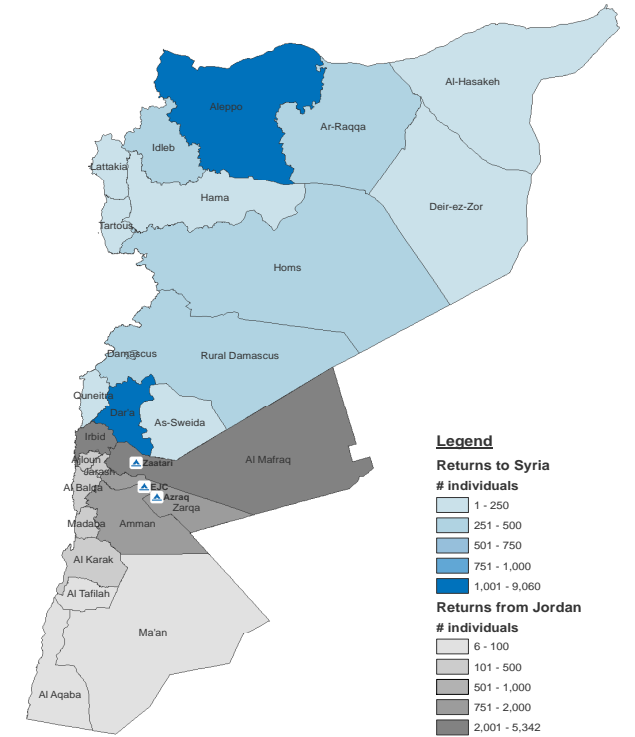 Al-Hasakeh
Aleppo
Ar-Raqqa
Idleb
Lattakia
Hama
Deir-ez-Zor
Tartous
Homs
Damascus
Rural Damascus
Quneitra
Dar'a
As-Sweida
Irbid
Al Mafraq
Ajloun
Zaatari
Jarash
Al Balqa
EJC
Azraq
Zarqa
Madaba
Amman
Al Karak
Al Tafilah
Ma'an
Al Aqaba
Legend
Returns to Syria
# individuals
1 - 250
251 - 500
501 - 750
751 - 1,000
1,001 - 9,060
Returns from Jordan
# individuals
6 - 100
101 - 500
501 - 1,000
751 - 2,000
2,001 - 5,342